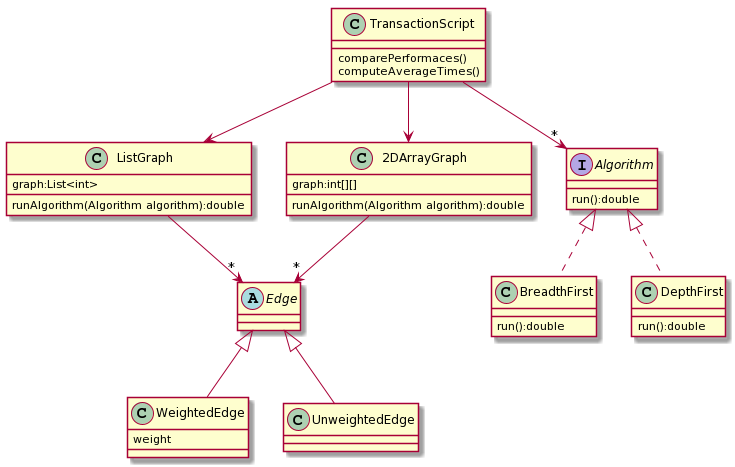 C TransactionScript
comparePerformaces()
computeAverageTimes()
*
C ListGraph
graph:List<int>
runAlgorithm(Algorithm algorithm):double
C 2DArrayGraph
graph:int[][]
runAlgorithm(Algorithm algorithm):double
I Algorithm
run():double
*
*
A Edge
C BreadthFirst
run():double
C DepthFirst
run():double
C WeightedEdge
weight
C UnweightedEdge